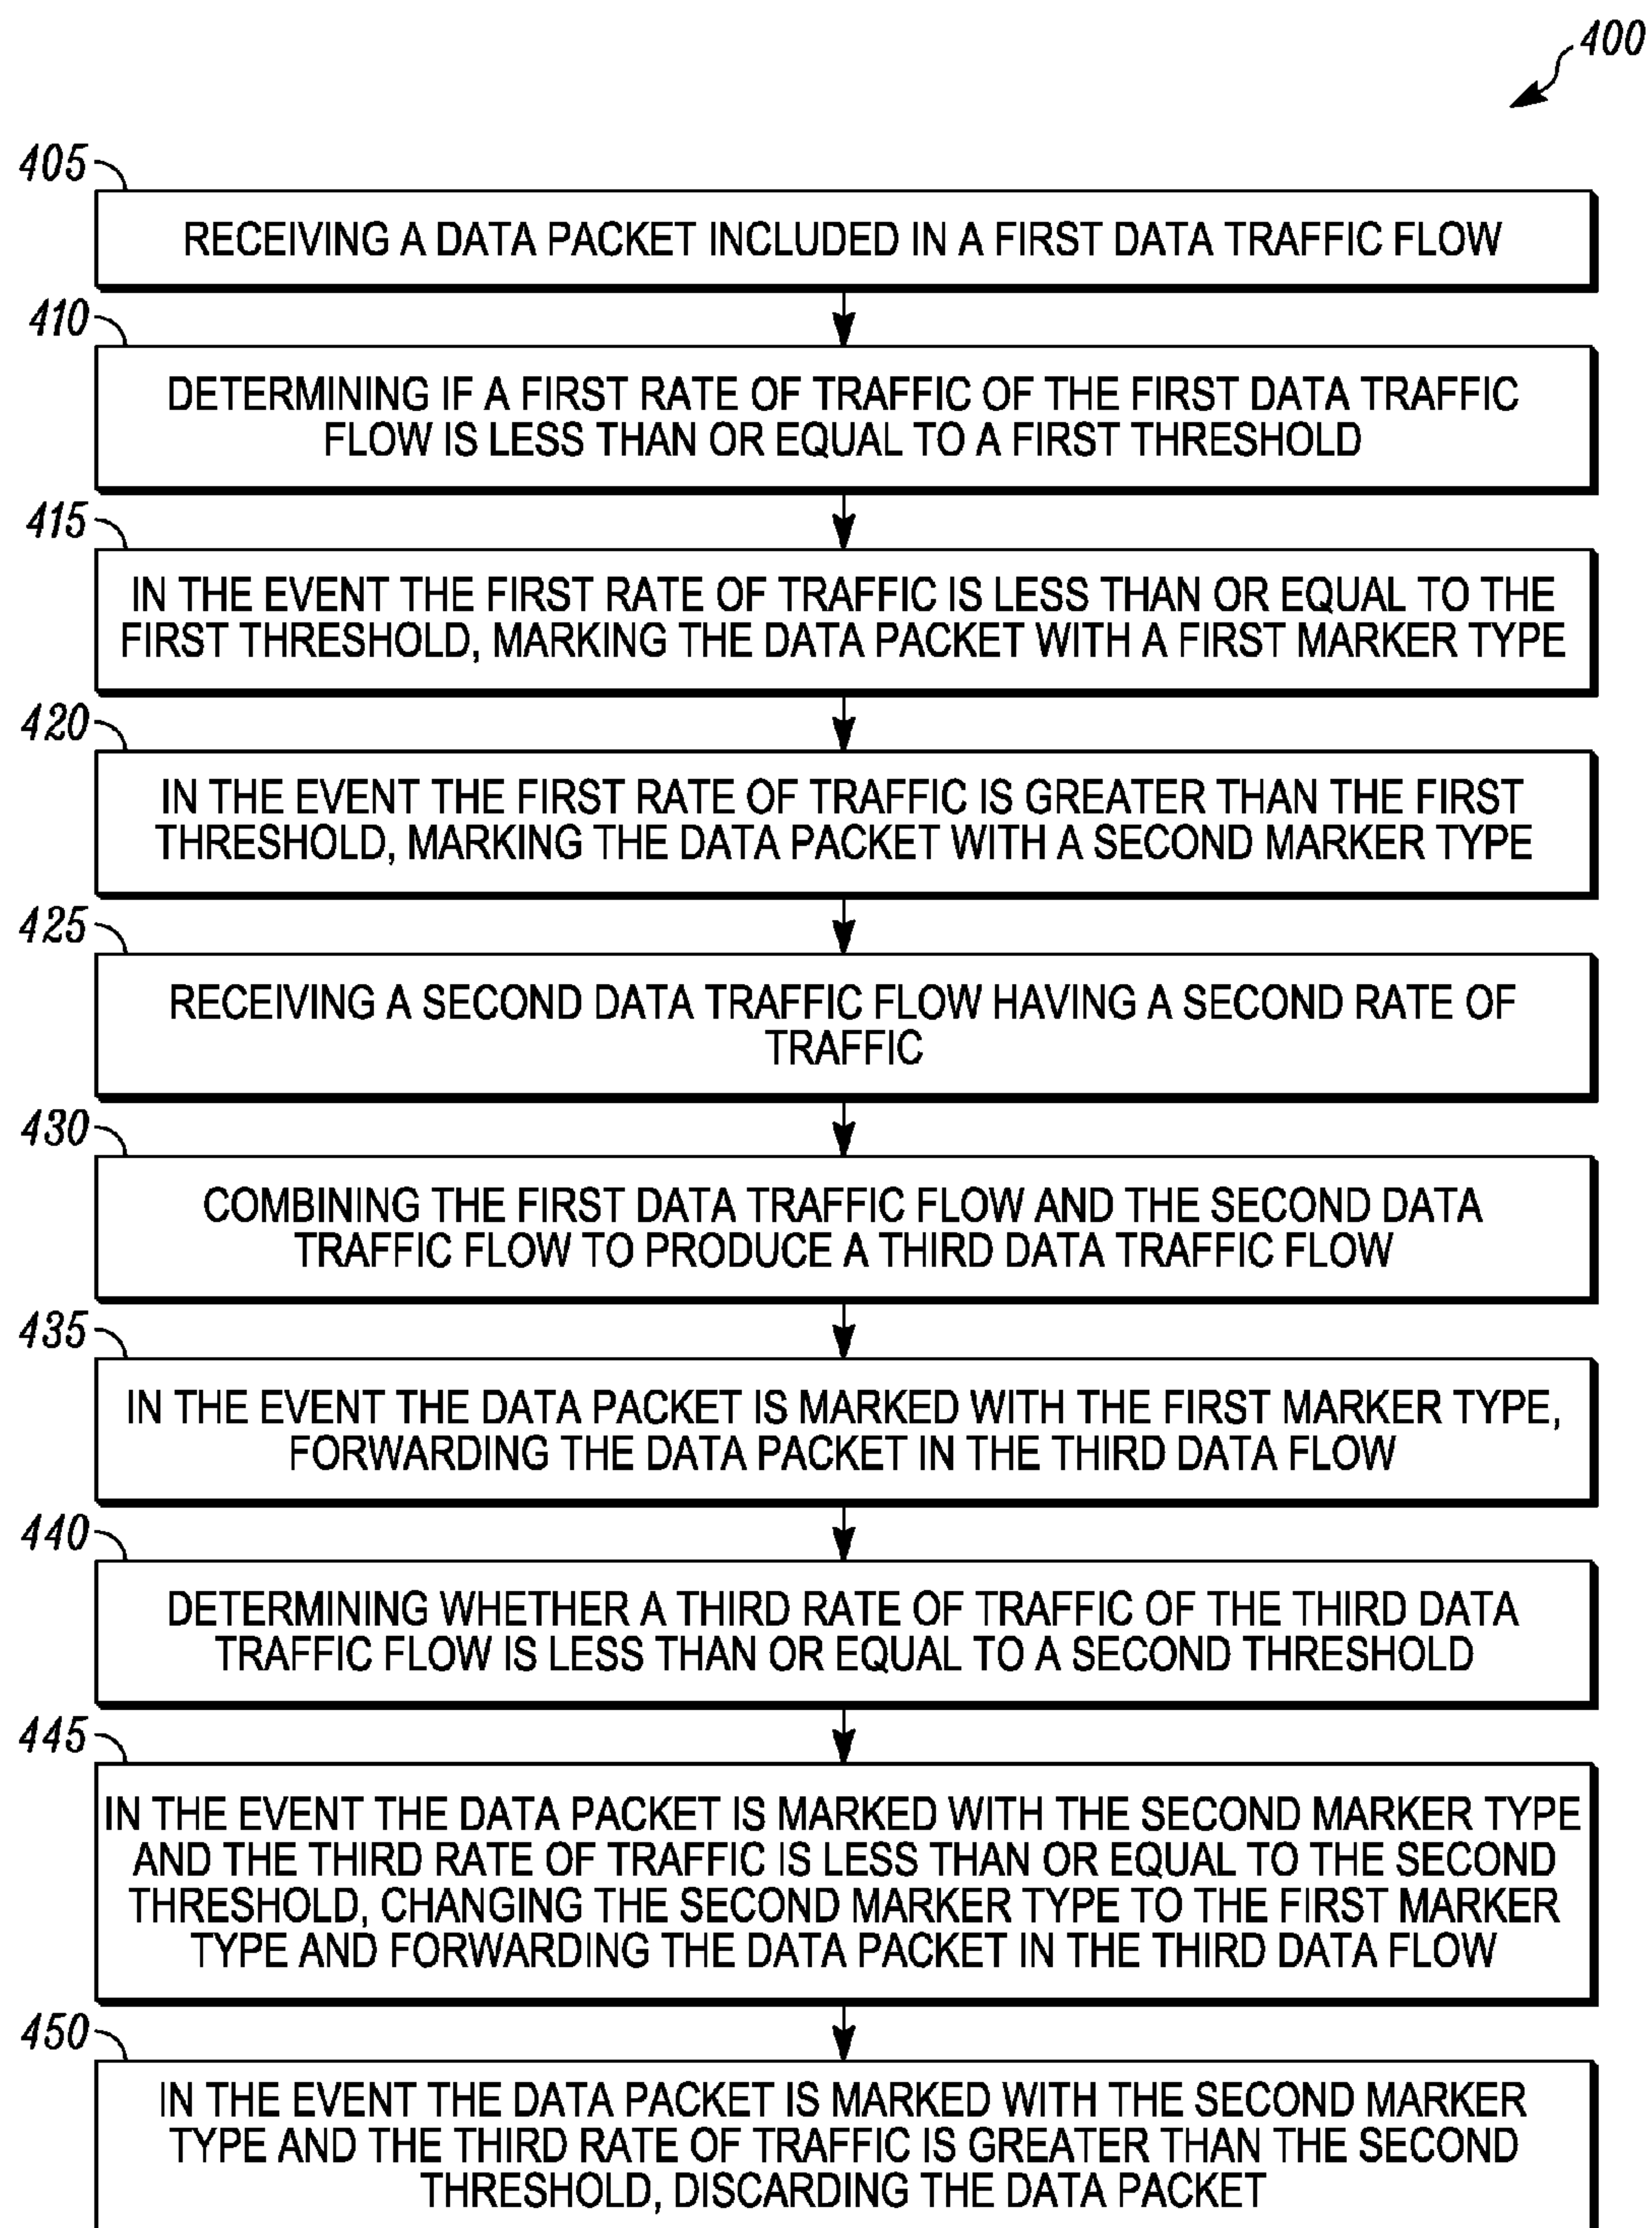 400
405
RECEIVING A DATA PACKET INCLUDED IN A FIRST DATA TRAFFIC FLOW
410
DETERMINING IF A FIRST RATE OF TRAFFIC OF THE FIRST DATA TRAFFIC
FLOW IS LESS THAN OR EQUAL TO A FIRST THRESHOLD
415
IN THE EVENT THE FIRST RATE OF TRAFFIC IS LESS THAN OR EQUAL TO THE
FIRST THRESHOLD, MARKING THE DATA PACKET WITH A FIRST MARKER TYPE
420
IN THE EVENT THE FIRST RATE OF TRAFFIC IS GREATER THAN THE FIRST
THRESHOLD, MARKING THE DATA PACKET WITH A SECOND MARKER TYPE
425
RECEIVING A SECOND DATA TRAFFIC FLOW HAVING A SECOND RATE OF
TRAFFIC
430
COMBINING THE FIRST DATA TRAFFIC FLOW AND THE SECOND DATA
TRAFFIC FLOW TO PRODUCE A THIRD DATA TRAFFIC FLOW
435
IN THE EVENT THE DATA PACKET IS MARKED WITH THE FIRST MARKER TYPE,
FORWARDING THE DATA PACKET IN THE THIRD DATA FLOW
440
DETERMINING WHETHER A THIRD RATE OF TRAFFIC OF THE THIRD DATA
TRAFFIC FLOW IS LESS THAN OR EQUAL TO A SECOND THRESHOLD
445
IN THE EVENT THE DATA PACKET IS MARKED WITH THE SECOND MARKER TYPE
AND THE THIRD RATE OF TRAFFIC IS LESS THAN OR EQUAL TO THE SECOND
THRESHOLD, CHANGING THE SECOND MARKER TYPE TO THE FIRST MARKER
TYPE AND FORWARDING THE DATA PACKET IN THE THIRD DATA FLOW
450
IN THE EVENT THE DATA PACKET IS MARKED WITH THE SECOND MARKER
TYPE AND THE THIRD RATE OF TRAFFIC IS GREATER THAN THE SECOND
THRESHOLD, DISCARDING THE DATA PACKET